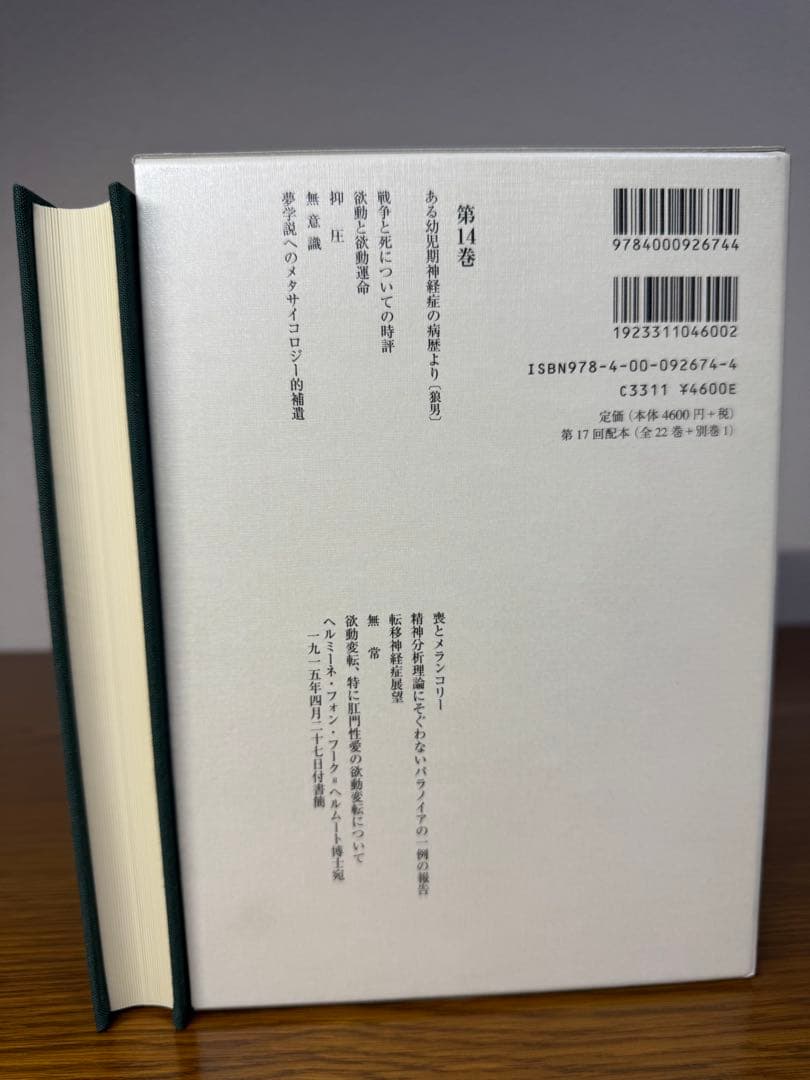 第14巻
ある幼児期神経症の病歴より〔狼男〕
戦争と死についての時評
欲動と欲動運命
抑圧
無意識
夢学説へのメタサイコロジー的補遺
喪とメランコリー
精神分析理論にそぐわないパラノイアの一例の報告
転移神経症展望
無常
欲動変転、特に肛門性愛の欲動変転について
ヘルミーネ・フォン・フーク゠ヘルムート博士宛
一九一五年四月二十七日付書簡
9784000926744
1923311046002
ISBN978-4-00-092674-4
C3311 ¥4600E
定価（本体4600円＋税）
第17回配本（全22巻＋別巻1）